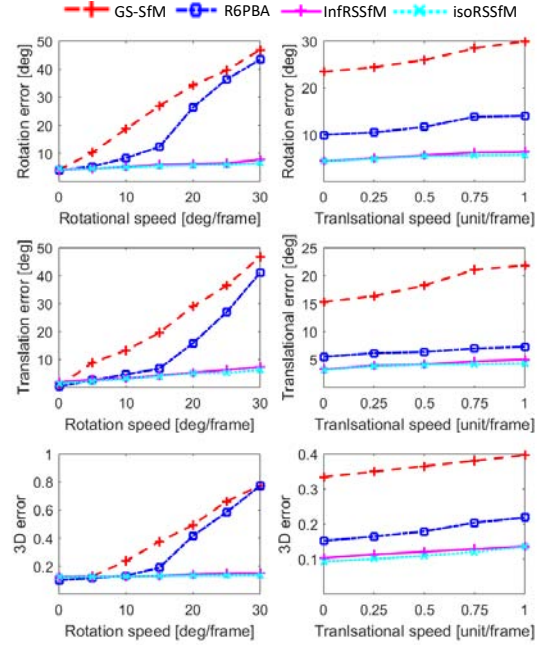 GS-SfM R6PBA InfRSSfM isoRSSfM
50
40
30
20
10
Rotation error [deg]
0 10 20 30
Rotational speed [deg/frame]
30
20
10
Rotation error [deg]
0 0.25 0.5 0.75 1
Tranlsational speed [unit/frame]
50
40
30
20
10
Translation error [deg]
0 10 20 30
Rotation speed [deg/frame]
25
20
15
10
5
Translational error [deg]
0 0.25 0.5 0.75 1
Tranlsational speed [unit/frame]
1
0.8
0.6
0.4
0.2
3D error
0 10 20 30
Rotation speed [deg/frame]
0.4
0.3
0.2
0.1
3D error
0 0.25 0.5 0.75 1
Tranlsational speed [unit/frame]